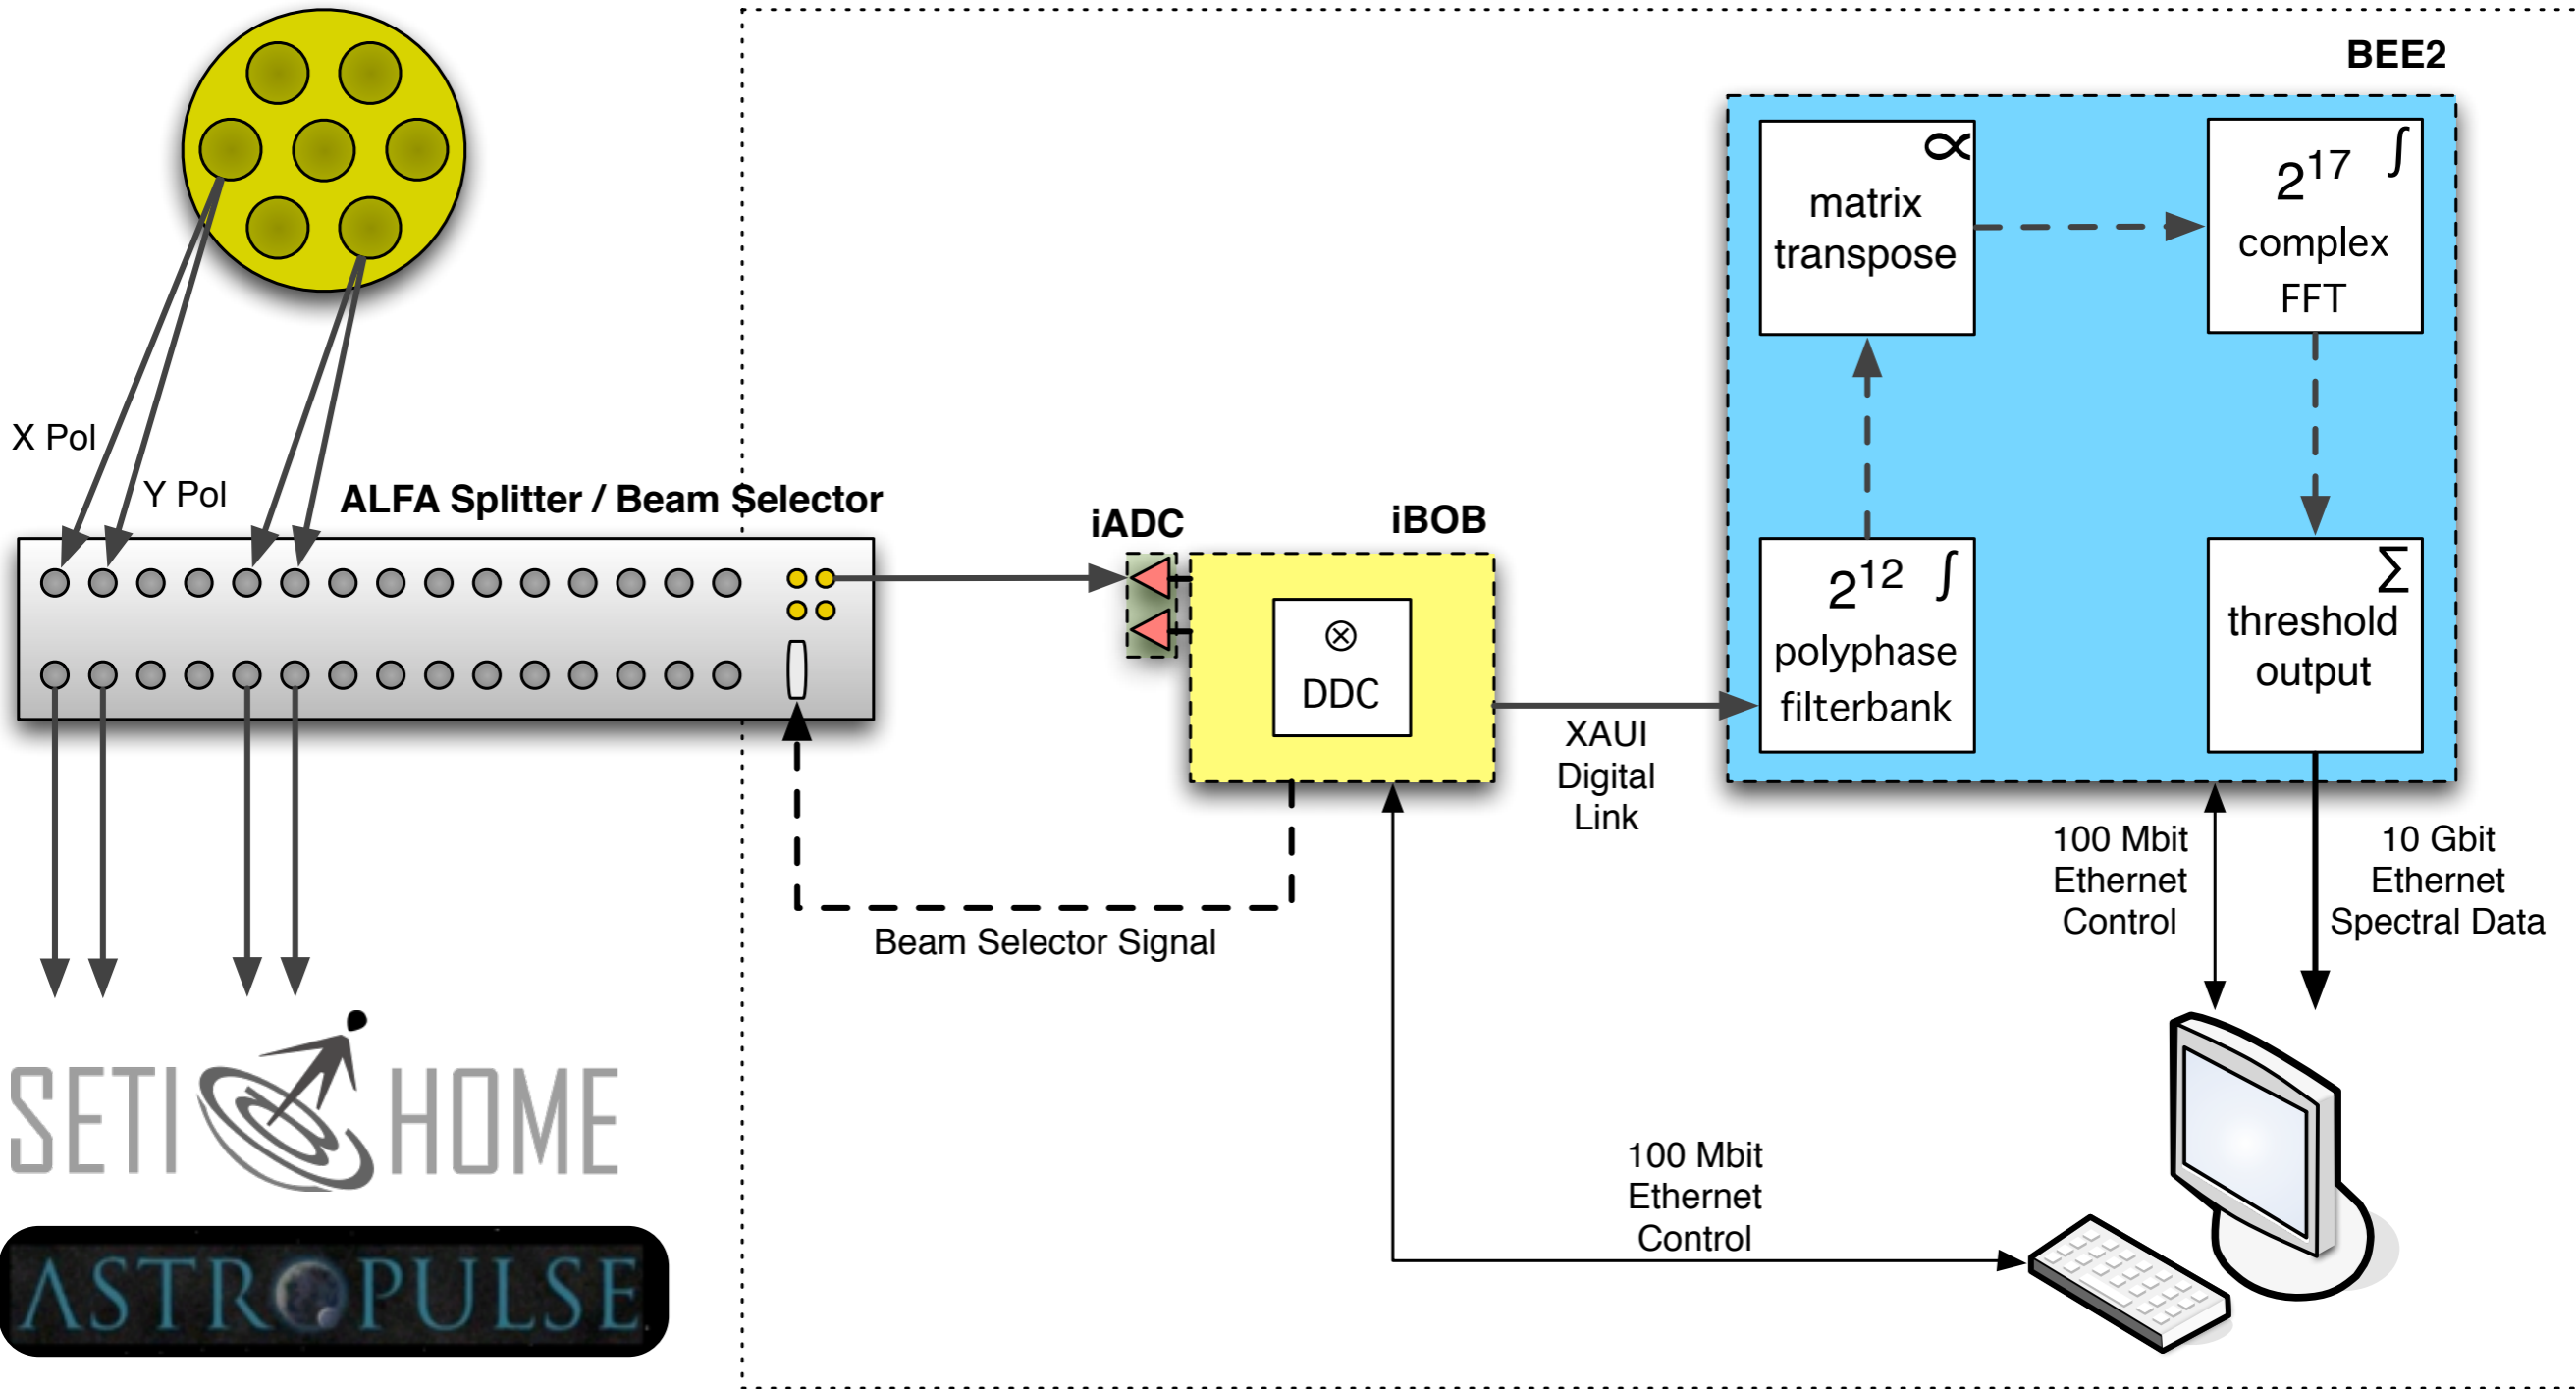 BEE2
∝
matrix
transpose
2^17 ∫
complex
FFT
X Pol
Y Pol
ALFA Splitter / Beam Selector
iADC
iBOB
⊗
DDC
2^12 ∫
polyphase
filterbank
Σ
threshold
output
XAUI
Digital
Link
Beam Selector Signal
100 Mbit
Ethernet
Control
10 Gbit
Ethernet
Spectral Data
SETI HOME
ASTROPULSE
100 Mbit
Ethernet
Control